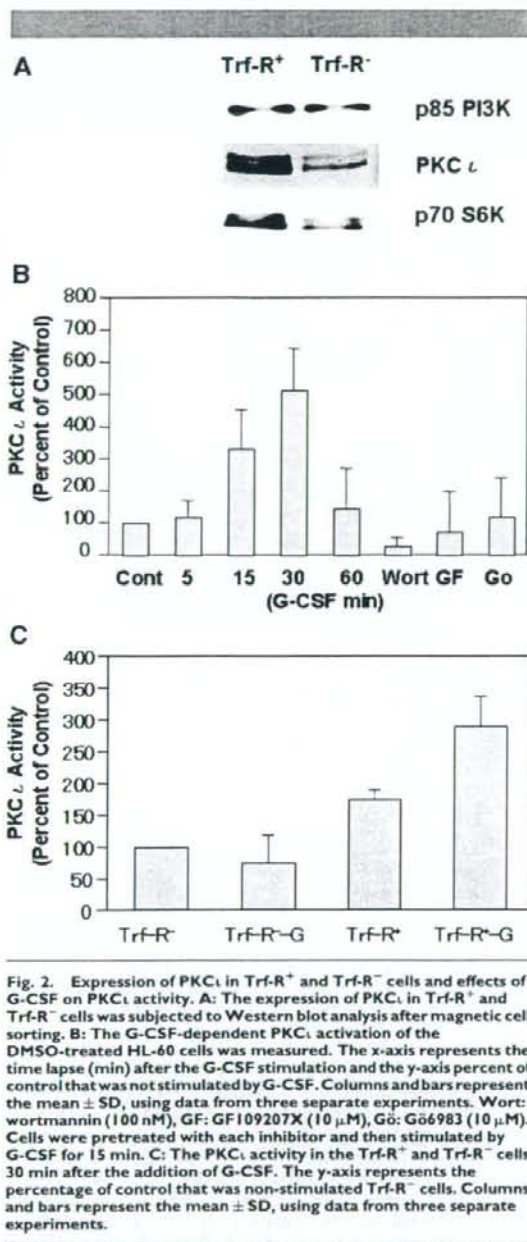 A
Trf-R⁺ Trf-R⁻
p85 PI3K
PKC ι
p70 S6K
B
PKC ι Activity
(Percent of Control)
800
700
600
500
400
300
200
100
0
Cont 5 15 30 60 Wort GF Go
(G-CSF min)
C
PKC ι Activity
(Percent of Control)
400
350
300
250
200
150
100
50
0
Trf-R⁻ Trf-R⁻-G Trf-R⁺ Trf-R⁺-G
Fig. 2. Expression of PKCι in Trf-R⁺ and Trf-R⁻ cells and effects of
G-CSF on PKCι activity. A: The expression of PKCι in Trf-R⁺ and
Trf-R⁻ cells was subjected to Western blot analysis after magnetic cell
sorting. B: The G-CSF-dependent PKCι activation of the
DMSO-treated HL-60 cells was measured. The x-axis represents the
time lapse (min) after the G-CSF stimulation and the y-axis percent of
control that was not stimulated by G-CSF. Columns and bars represent
the mean ± SD, using data from three separate experiments. Wort:
wortmannin (100 nM), GF: GF109207X (10 μM), Gö: Gö6983 (10 μM).
Cells were pretreated with each inhibitor and then stimulated by
G-CSF for 15 min. C: The PKCι activity in the Trf-R⁺ and Trf-R⁻ cells
30 min after the addition of G-CSF. The y-axis represents the
percentage of control that was non-stimulated Trf-R⁻ cells. Columns
and bars represent the mean ± SD, using data from three separate
experiments.